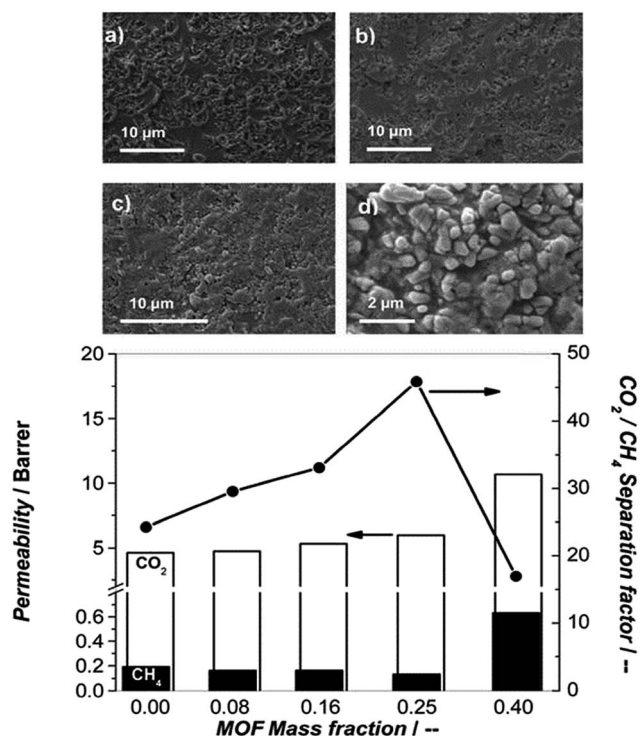 a)
10 µm
b)
10 µm
c)
10 µm
d)
2 µm
Permeability / Barrer
20
15
10
5
0.6
0.4
0.2
0.0
CO₂
CH₄
0.00
0.08
0.16
0.25
0.40
MOF Mass fraction / --
50
40
30
20
10
0
CO₂ / CH₄ Separation factor / --